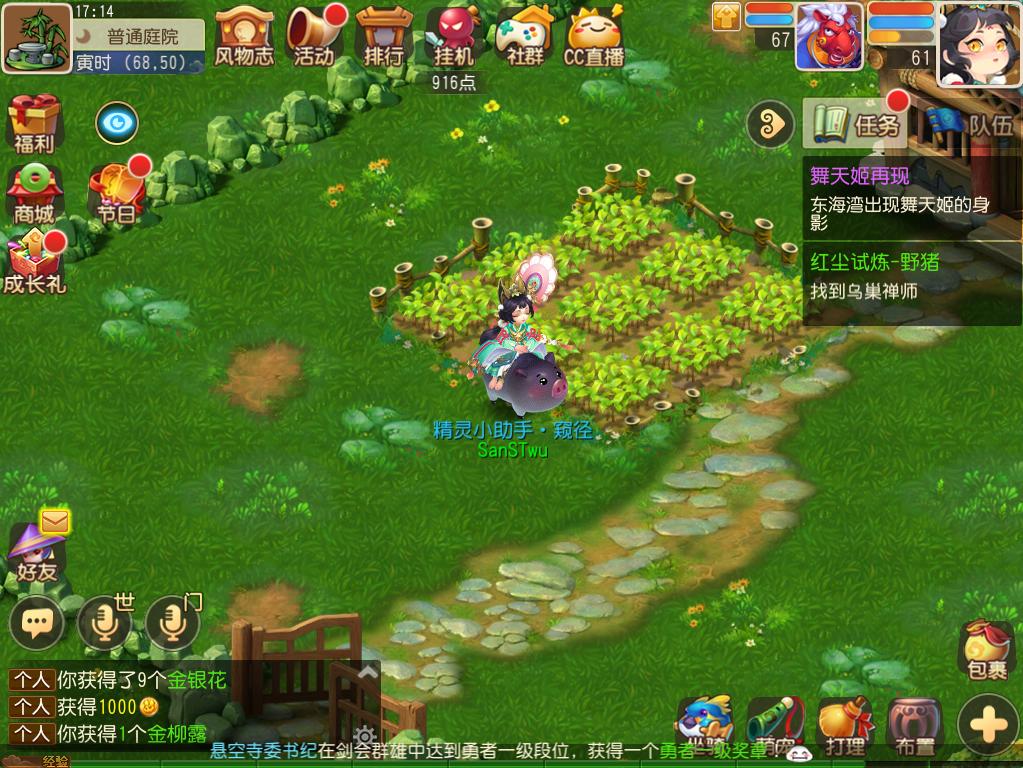 17:14
普通庭院
寅时 (68,50)
风物志
活动
排行
挂机
916点
社群
CC直播
67
61
福利
商城
节日
成长礼
任务
队伍
舞天姬再现
东海湾出现舞天姬的身
影
红尘试炼-野猪
找到乌巢禅师
精灵小助手·窥径
SanSTwu
好友
世
门
个人 你获得了9个金银花
个人 获得1000
个人 你获得1个金柳露
包裹
坐骑
萌宠
打理
布置
悬空寺委书纪在剑会群雄中达到勇者一级段位，获得一个勇者一级奖章！
经验